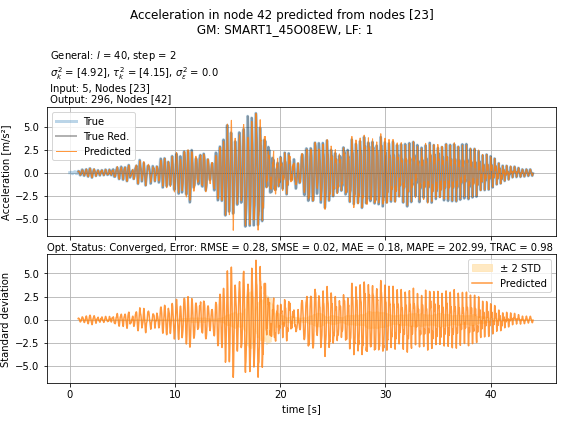 Acceleration in node 42 predicted from nodes [23]
GM: SMART1_45O08EW, LF: 1
General: l = 40, step = 2
σ²ₖ = [4.92], τ²ₖ = [4.15], σ²ₑ = 0.0
Input: 5, Nodes [23]
Output: 296, Nodes [42]
Acceleration [m/s²]
5.0
2.5
0.0
−2.5
−5.0
True
True Red.
Predicted
Opt. Status: Converged, Error: RMSE = 0.28, SMSE = 0.02, MAE = 0.18, MAPE = 202.99, TRAC = 0.98
Standard deviation
5.0
2.5
0.0
−2.5
−5.0
± 2 STD
Predicted
0 10 20 30 40
time [s]